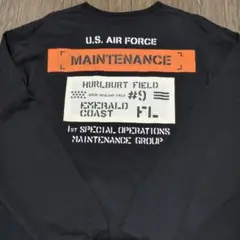 U.S. AIR FORCE
MAINTENANCE
HURLBURT FIELD
#9
EMERALD
COAST
FL
1ST SPECIAL OPERATIONS
MAINTENANCE GROUP